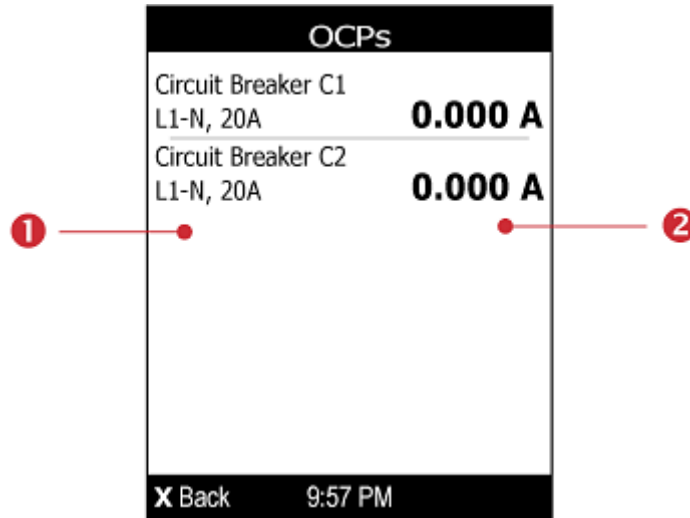 OCPs
Circuit Breaker C1
L1-N, 20A 0.000 A
Circuit Breaker C2
L1-N, 20A 0.000 A
1
2
X Back 9:57 PM